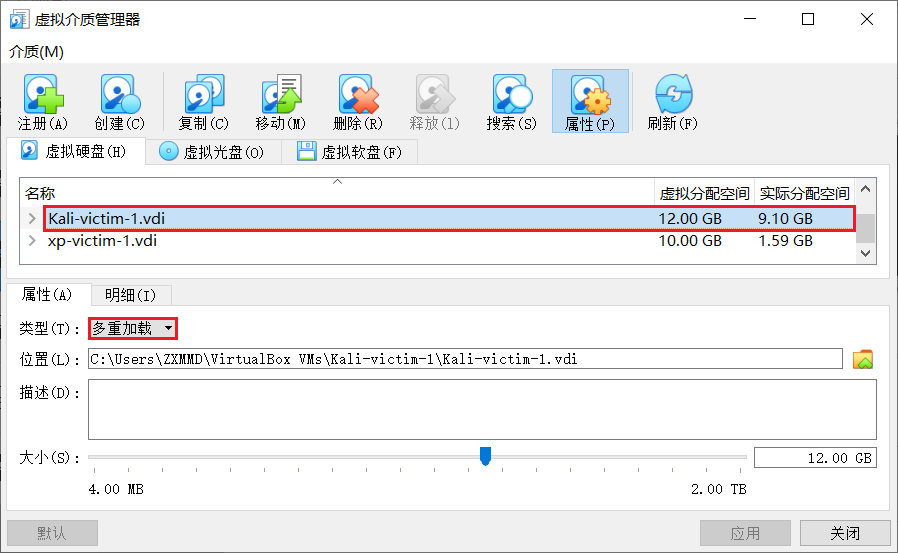 虚拟介质管理器
介质(M)
注册(A) 创建(C) 复制(C) 移动(M) 删除(R) 释放(l) 搜索(S) 属性(P) 刷新(F)
虚拟硬盘(H) 虚拟光盘(O) 虚拟软盘(F)
名称 虚拟分配空间 实际分配空间
Kali-victim-1.vdi 12.00 GB 9.10 GB
xp-victim-1.vdi 10.00 GB 1.59 GB
属性(A) 明细(I)
类型(T): 多重加载
位置(L): C:\Users\ZXMMD\VirtualBox VMs\Kali-victim-1\Kali-victim-1.vdi
描述(D):
大小(S): 12.00 GB
4.00 MB 2.00 TB
默认 应用 关闭